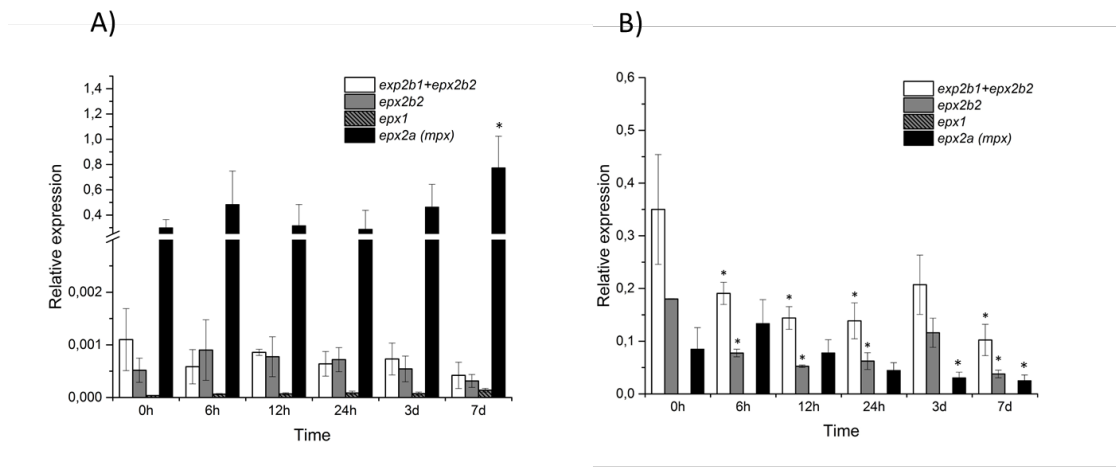 A)
exp2b1+epx2b2
epx2b2
epx1
epx2a (mpx)
*
1,4
1,2
1,0
0,8
0,6
0,4
0,002
0,001
0,000
Relative expression
0h 6h 12h 24h 3d 7d
Time
B)
exp2b1+epx2b2
epx2b2
epx1
epx2a (mpx)
0,6
0,5
0,4
0,3
0,2
0,1
0,0
Relative expression
* * * * * * * * * *
0h 6h 12h 24h 3d 7d
Time